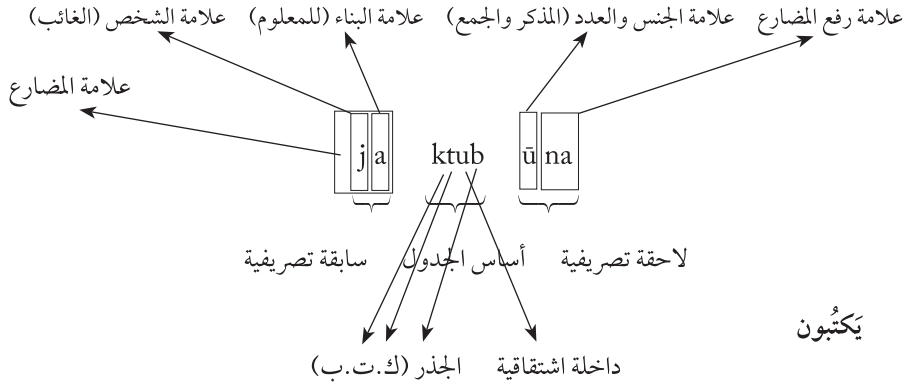 علامة رفع المضارع علامة الجنس والعدد (المذكر والجمع) علامة البناء (للمعلوم) علامة الشخص (الغائب)
علامة المضارع
j a ktub ū na
لاحقة تصريفية أساس الجدول سابقة تصريفية
يَكتُبون
داخلة اشتقاقية الجذر (ك.ت.ب)